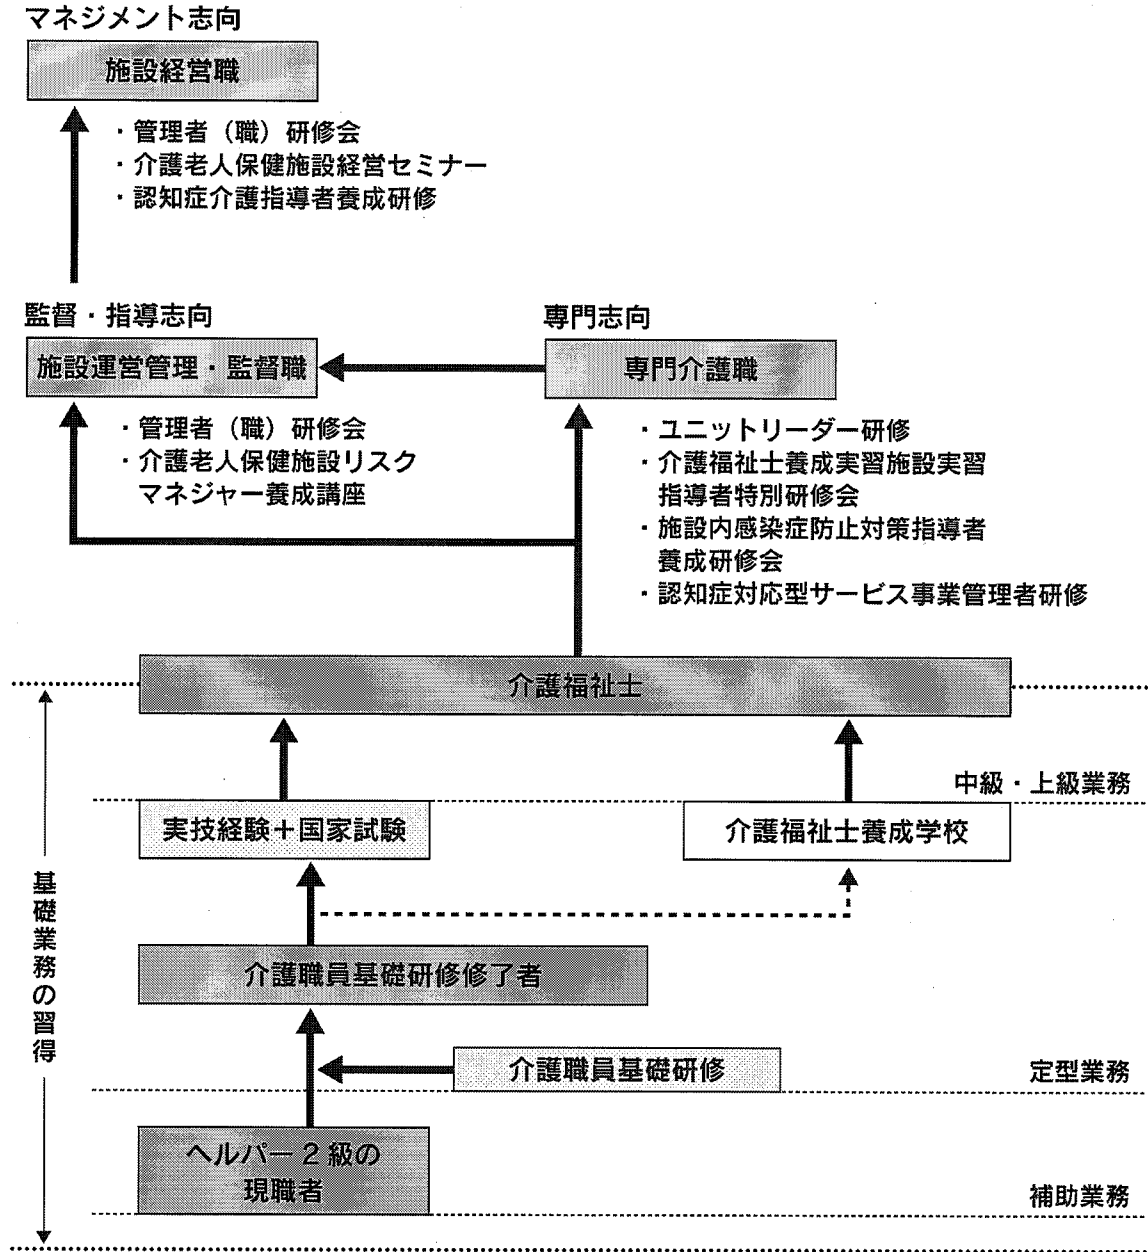 マネジメント志向
施設経営職
・管理者（職）研修会
・介護老人保健施設経営セミナー
・認知症介護指導者養成研修
監督・指導志向
施設運営管理・監督職
・管理者（職）研修会
・介護老人保健施設リスク
マネジャー養成講座
専門志向
専門介護職
・ユニットリーダー研修
・介護福祉士養成実習施設実習
指導者特別研修会
・施設内感染症防止対策指導者
養成研修会
・認知症対応型サービス事業管理者研修
介護福祉士
中級・上級業務
実技経験＋国家試験
介護福祉士養成学校
基礎業務の習得
介護職員基礎研修修了者
介護職員基礎研修
定型業務
ヘルパー２級の
現職者
補助業務